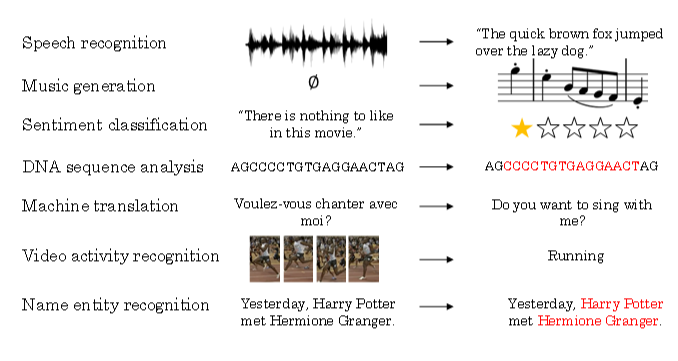 Speech recognition
"The quick brown fox jumped
over the lazy dog."
Music generation
Ø
Sentiment classification
"There is nothing to like
in this movie."
DNA sequence analysis
AGCCCCTGTGAGGAACTAG
AGCCCCTGTGAGGAACTAG
Machine translation
Voulez-vous chanter avec
moi?
Do you want to sing with
me?
Video activity recognition
Running
Name entity recognition
Yesterday, Harry Potter
met Hermione Granger.
Yesterday, Harry Potter
met Hermione Granger.